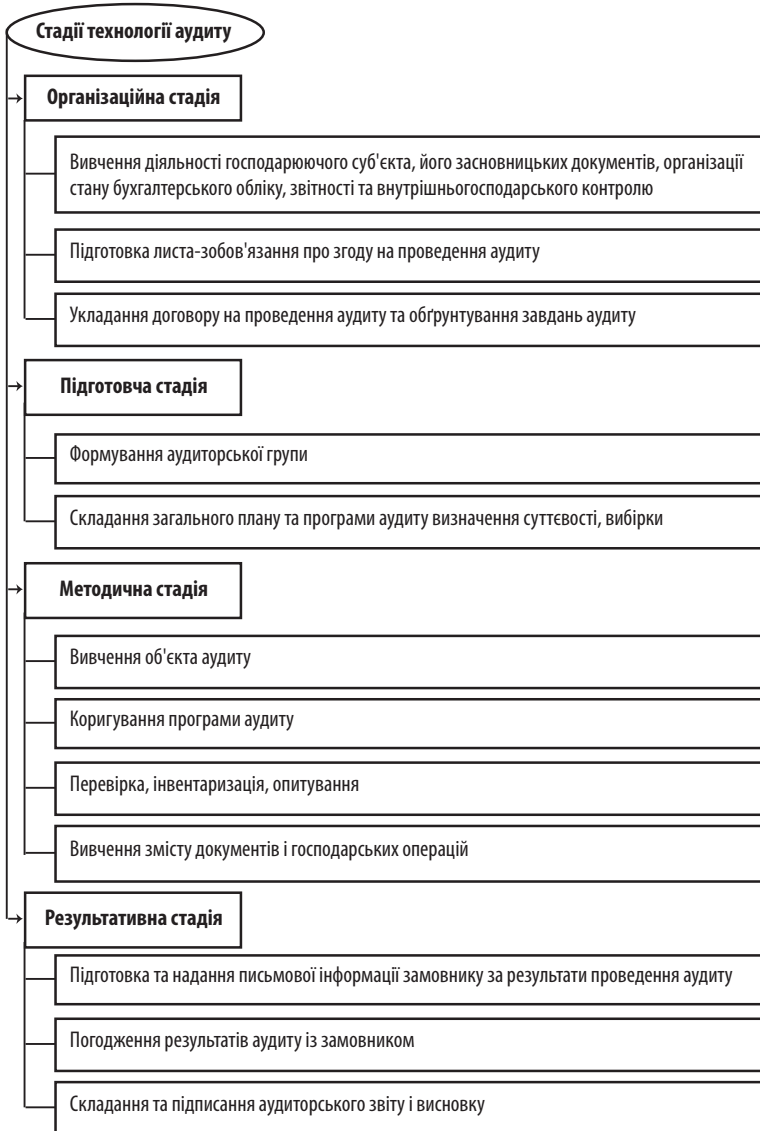 Стадії технології аудиту
Організаційна стадія
Вивчення діяльності господарюючого суб'єкта, його засновницьких документів, організації
стану бухгалтерського обліку, звітності та внутрішньогосподарського контролю
Підготовка листа-зобов'язання про згоду на проведення аудиту
Укладання договору на проведення аудиту та обґрунтування завдань аудиту
Підготовча стадія
Формування аудиторської групи
Складання загального плану та програми аудиту визначення суттєвості, вибірки
Методична стадія
Вивчення об'єкта аудиту
Коригування програми аудиту
Перевірка, інвентаризація, опитування
Вивчення змісту документів і господарських операцій
Результативна стадія
Підготовка та надання письмової інформації замовнику за результати проведення аудиту
Погодження результатів аудиту із замовником
Складання та підписання аудиторського звіту і висновку